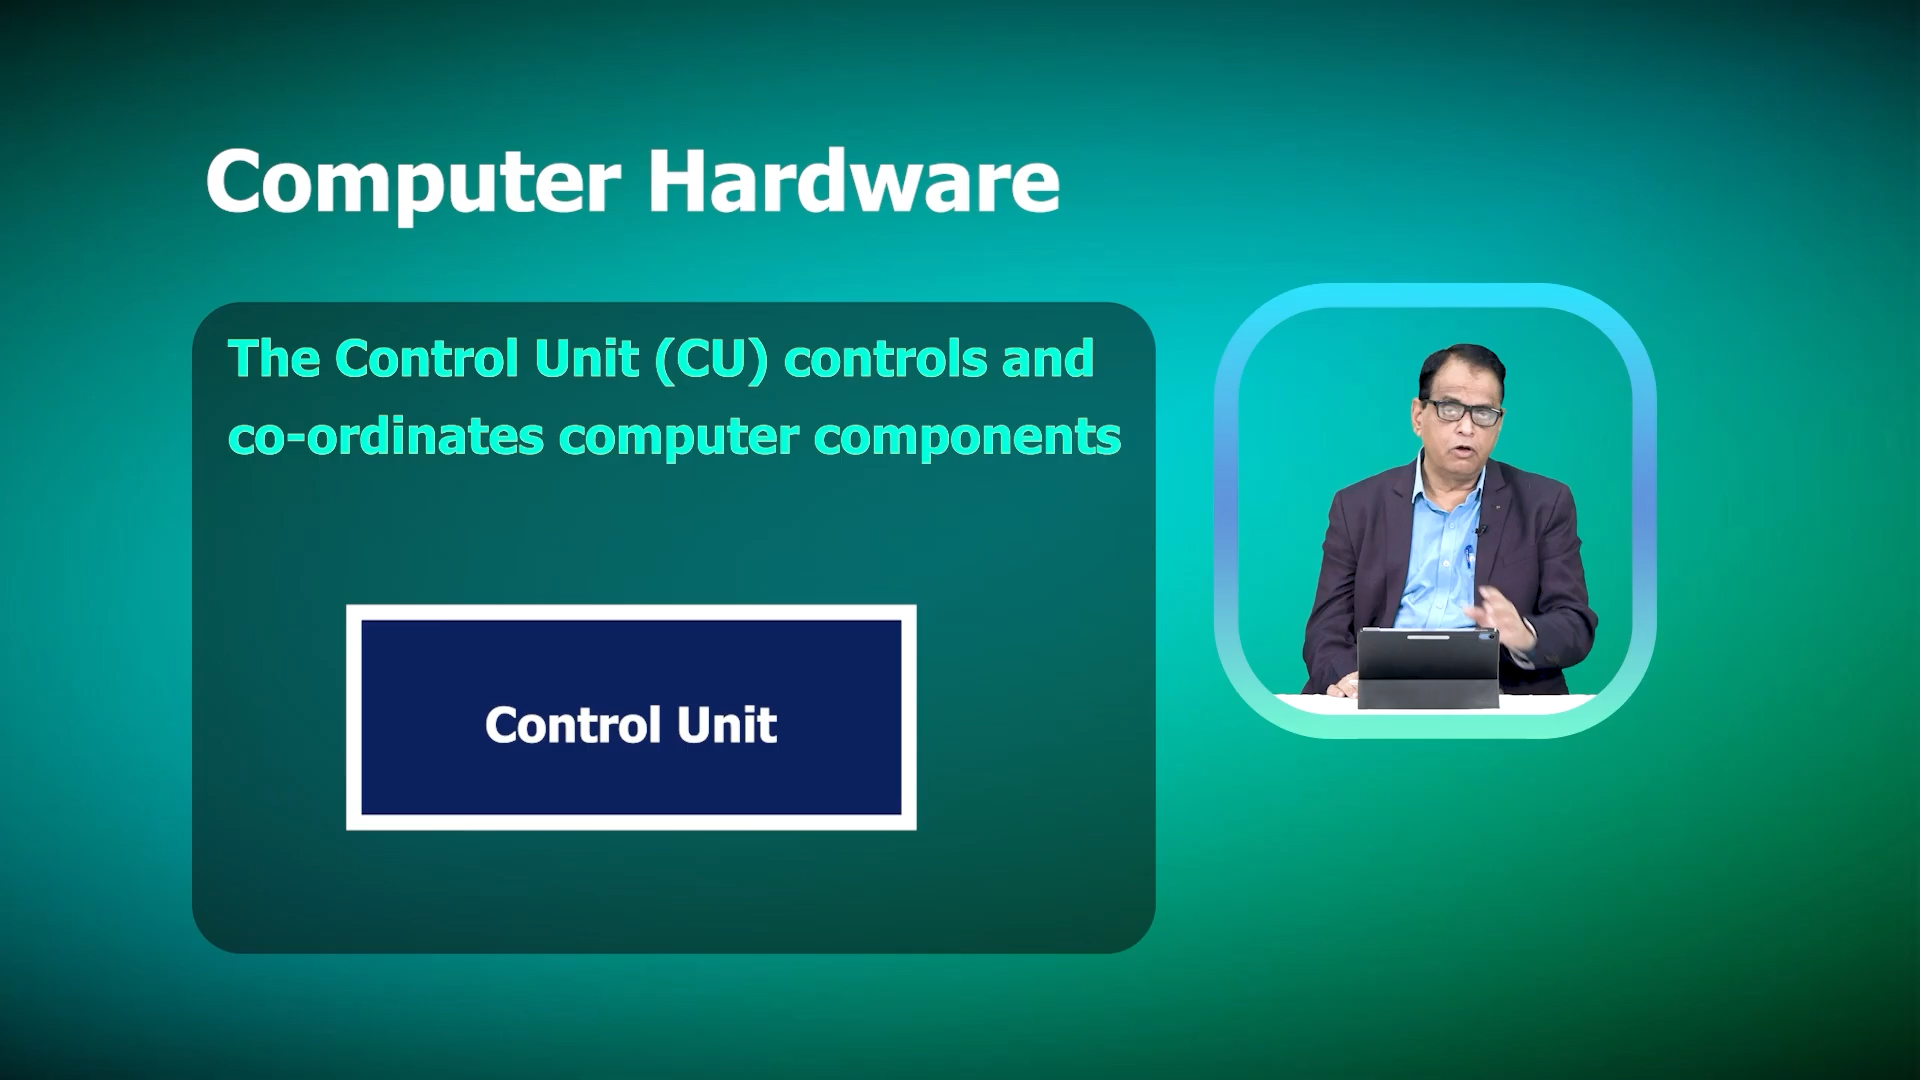 Computer Hardware
The Control Unit (CU) controls and
co-ordinates computer components
Control Unit